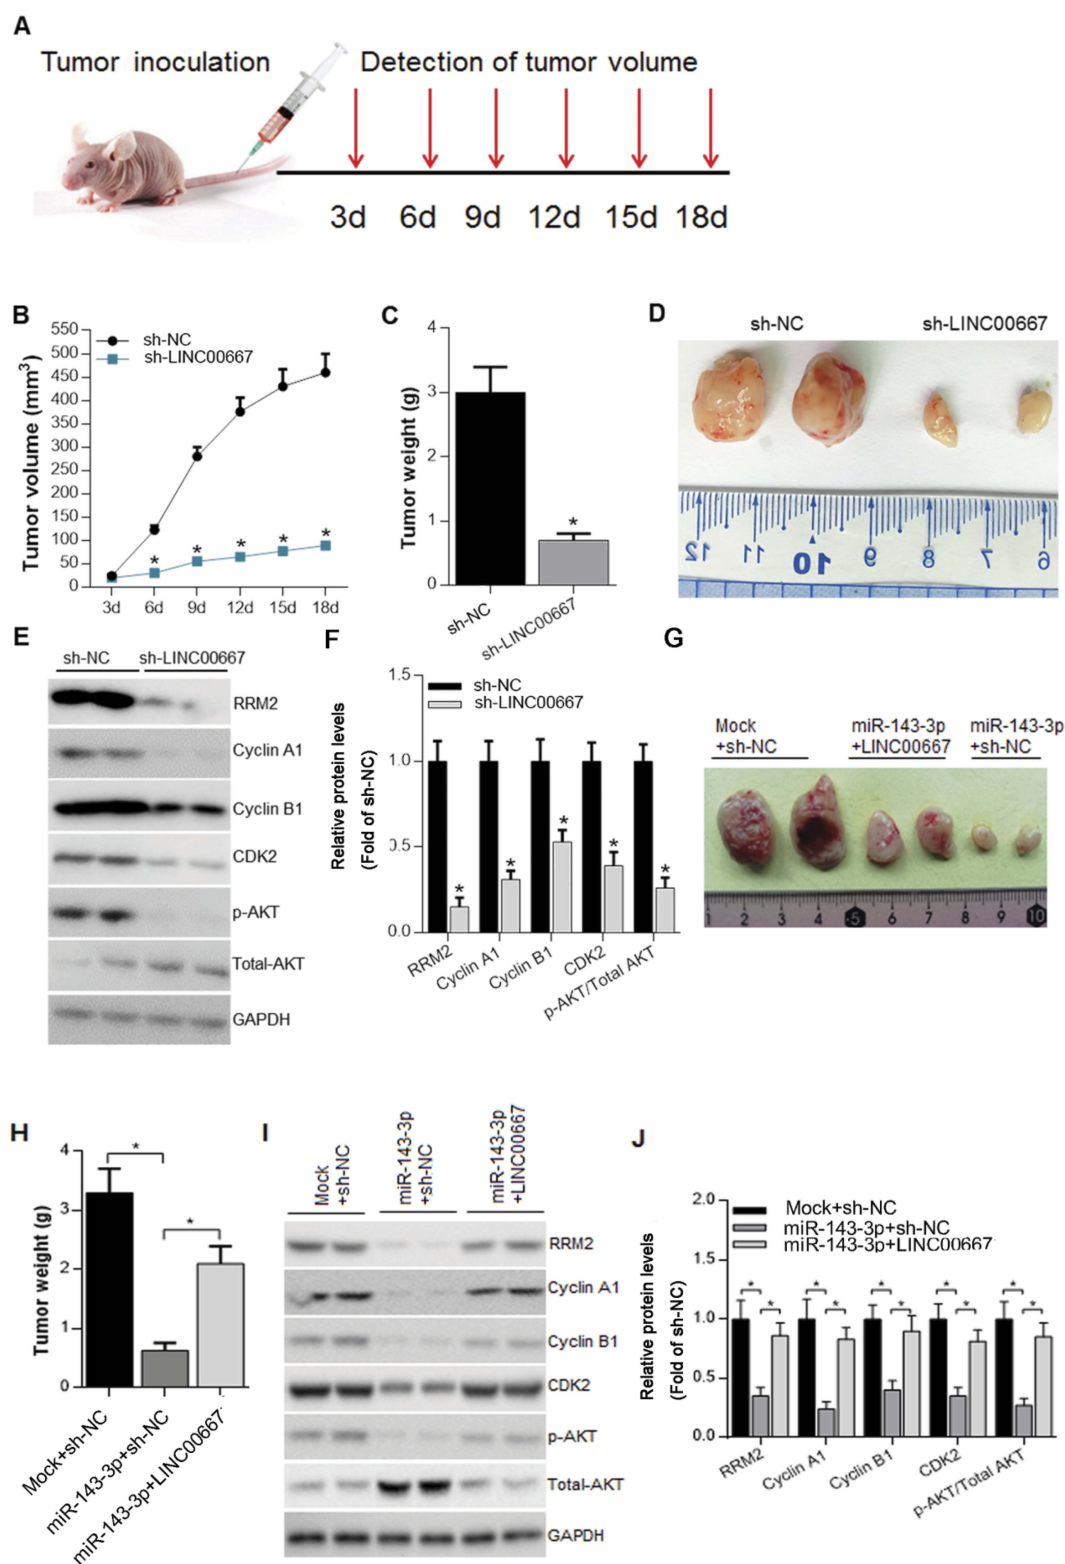 A
Tumor inoculation
Detection of tumor volume
3d 6d 9d 12d 15d 18d
B
Tumor volume (mm3)
550
500
450
400
350
300
250
200
150
100
50
0
sh-NC
sh-LINC00667
* * * * *
3d 6d 9d 12d 15d 18d
C
Tumor weight (g)
4
3
2
1
0
*
sh-NC
sh-LINC00667
D
sh-NC sh-LINC00667
12 11 10 9 8 7 6
E
sh-NC sh-LINC00667
RRM2
Cyclin A1
Cyclin B1
CDK2
p-AKT
Total-AKT
GAPDH
F
Relative protein levels
(Fold of sh-NC)
1.5
1.0
0.5
0.0
sh-NC
sh-LINC00667
* * * * *
RRM2
Cyclin A1
Cyclin B1
CDK2
p-AKT/Total AKT
G
Mock
+sh-NC
miR-143-3p
+LINC00667
miR-143-3p
+sh-NC
1 2 3 4 5 6 7 8 9 10
H
Tumor weight (g)
4
3
2
1
0
*
*
Mock+sh-NC
miR-143-3p+sh-NC
miR-143-3p+LINC00667
I
Mock
+sh-NC
miR-143-3p
+sh-NC
miR-143-3p
+LINC00667
RRM2
Cyclin A1
Cyclin B1
CDK2
p-AKT
Total-AKT
GAPDH
J
Relative protein levels
(Fold of sh-NC)
2.0
1.5
1.0
0.5
0.0
Mock+sh-NC
miR-143-3p+sh-NC
miR-143-3p+LINC00667
* * * * *
* * * * *
RRM2
Cyclin A1
Cyclin B1
CDK2
p-AKT/Total AKT